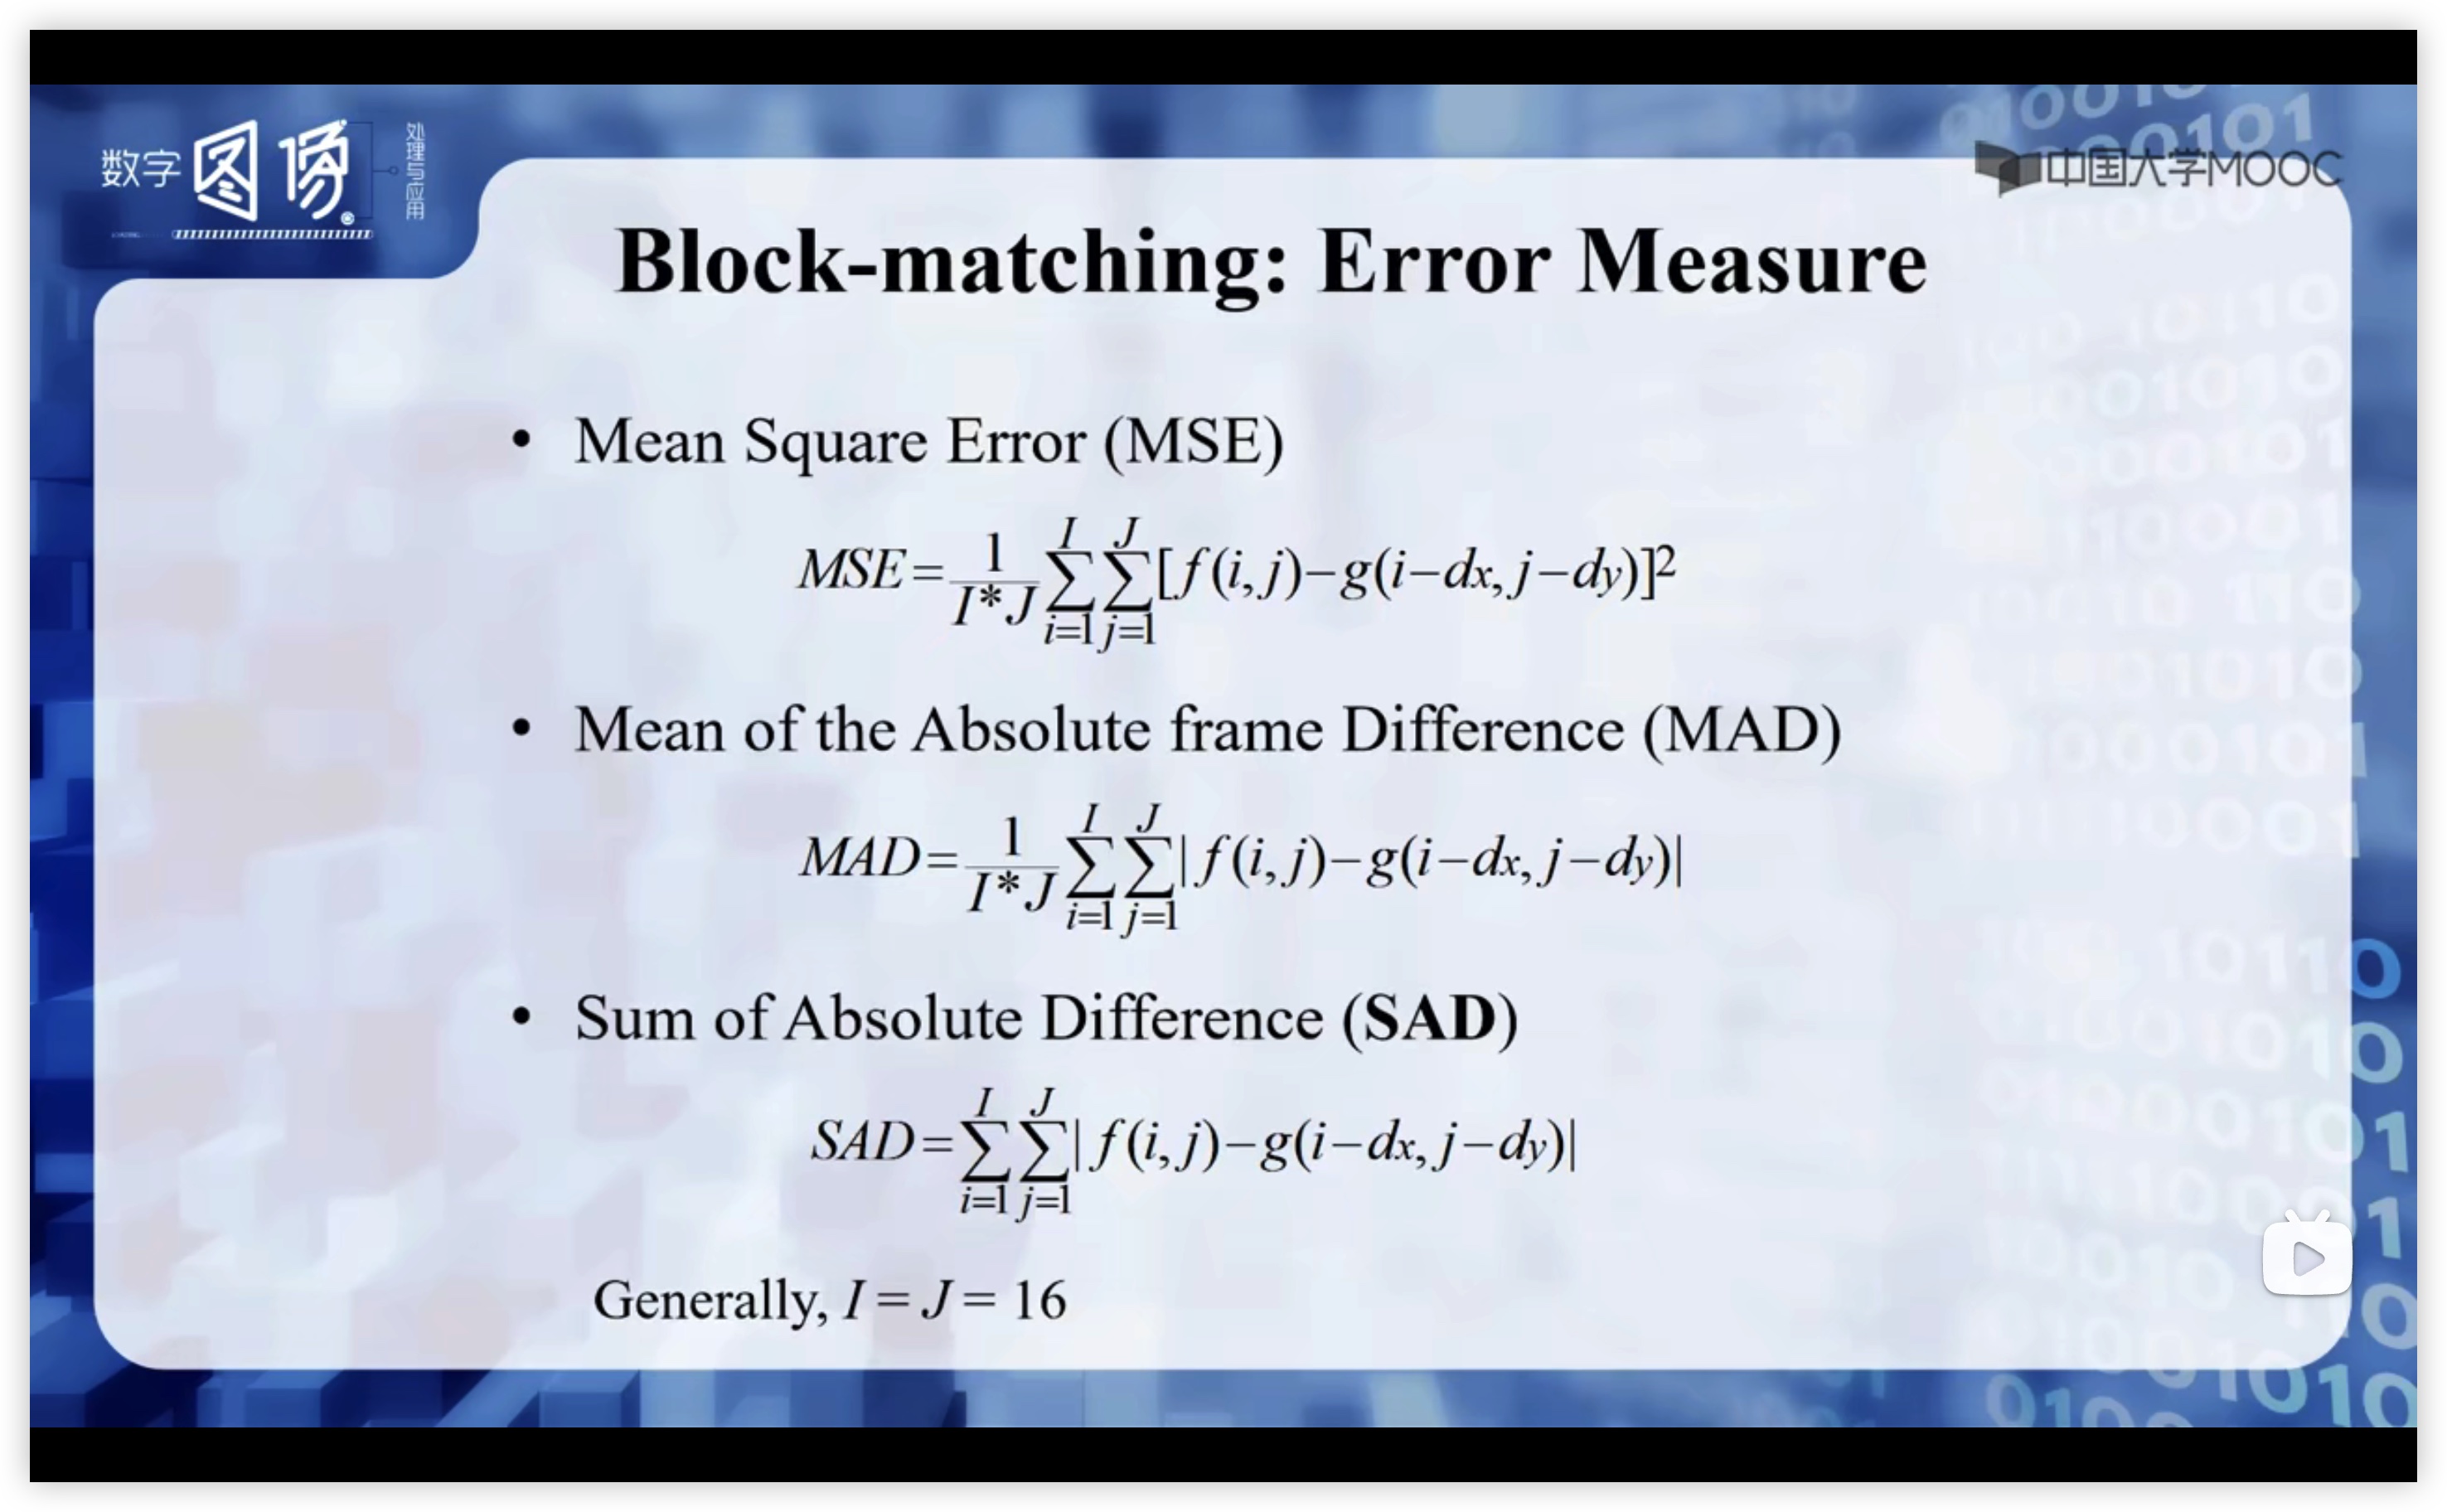 数字图像处理与应用
中国大学MOOC
Block-matching: Error Measure
• Mean Square Error (MSE)
MSE = \frac{1}{I*J} \sum_{i=1}^{I} \sum_{j=1}^{J} [f(i,j)-g(i-dx,j-dy)]^2
• Mean of the Absolute frame Difference (MAD)
MAD = \frac{1}{I*J} \sum_{i=1}^{I} \sum_{j=1}^{J} |f(i,j)-g(i-dx,j-dy)|
• Sum of Absolute Difference (SAD)
SAD = \sum_{i=1}^{I} \sum_{j=1}^{J} |f(i,j)-g(i-dx,j-dy)|
Generally, I = J = 16